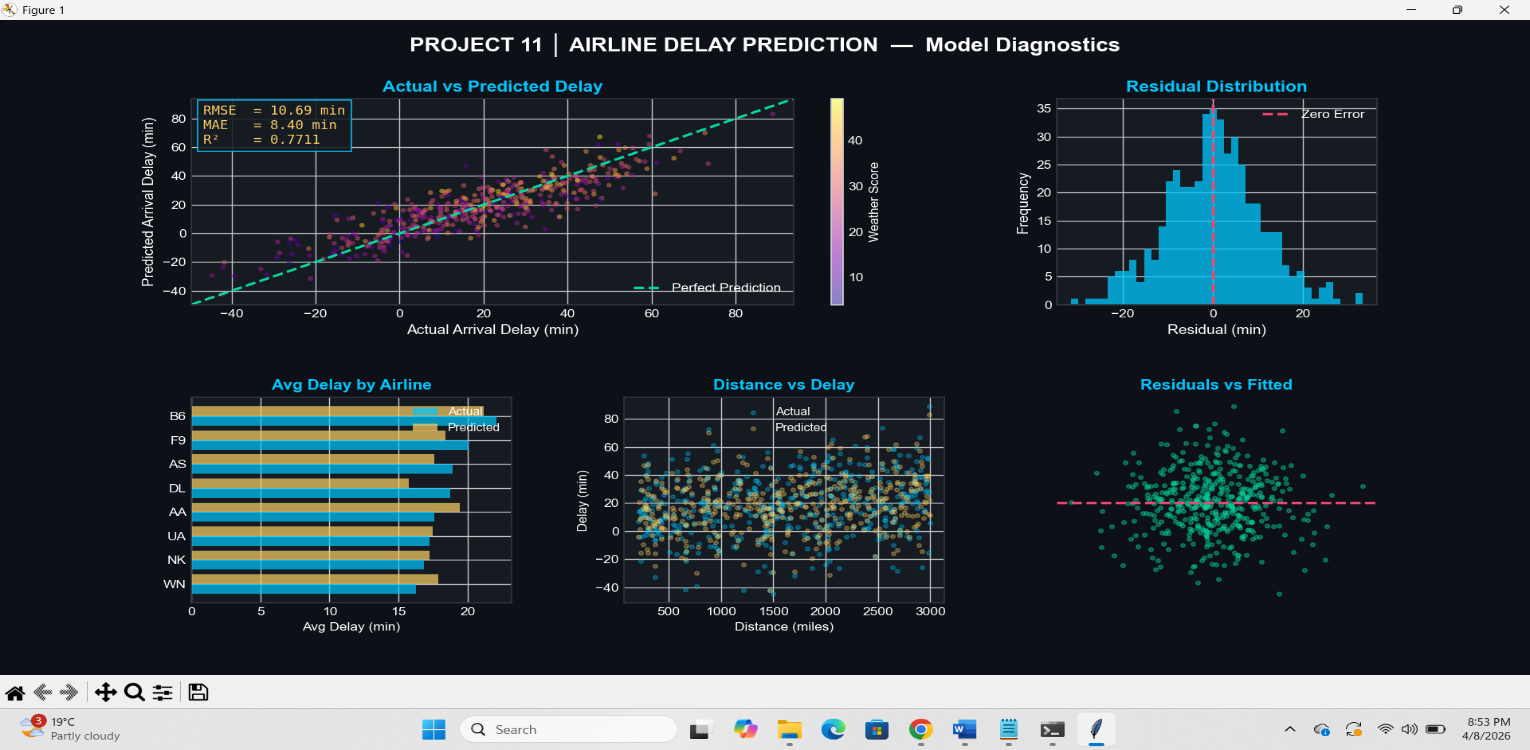 Figure 1
PROJECT 11 | AIRLINE DELAY PREDICTION — Model Diagnostics
Actual vs Predicted Delay
RMSE = 10.69 min
MAE = 8.40 min
R² = 0.7711
Predicted Arrival Delay (min)
80
60
40
20
0
−20
−40
Perfect Prediction
−40 −20 0 20 40 60 80
Actual Arrival Delay (min)
40
30
20
10
Weather Score
Residual Distribution
Zero Error
Frequency
35
30
25
20
15
10
5
0
−20 0 20
Residual (min)
Avg Delay by Airline
Actual
Predicted
B6
F9
AS
DL
AA
UA
NK
WN
0 5 10 15 20
Avg Delay (min)
Distance vs Delay
Actual
Predicted
Delay (min)
80
60
40
20
0
−20
−40
500 1000 1500 2000 2500 3000
Distance (miles)
Residuals vs Fitted
3
19°C
Partly cloudy
Search
8:53 PM
4/8/2026